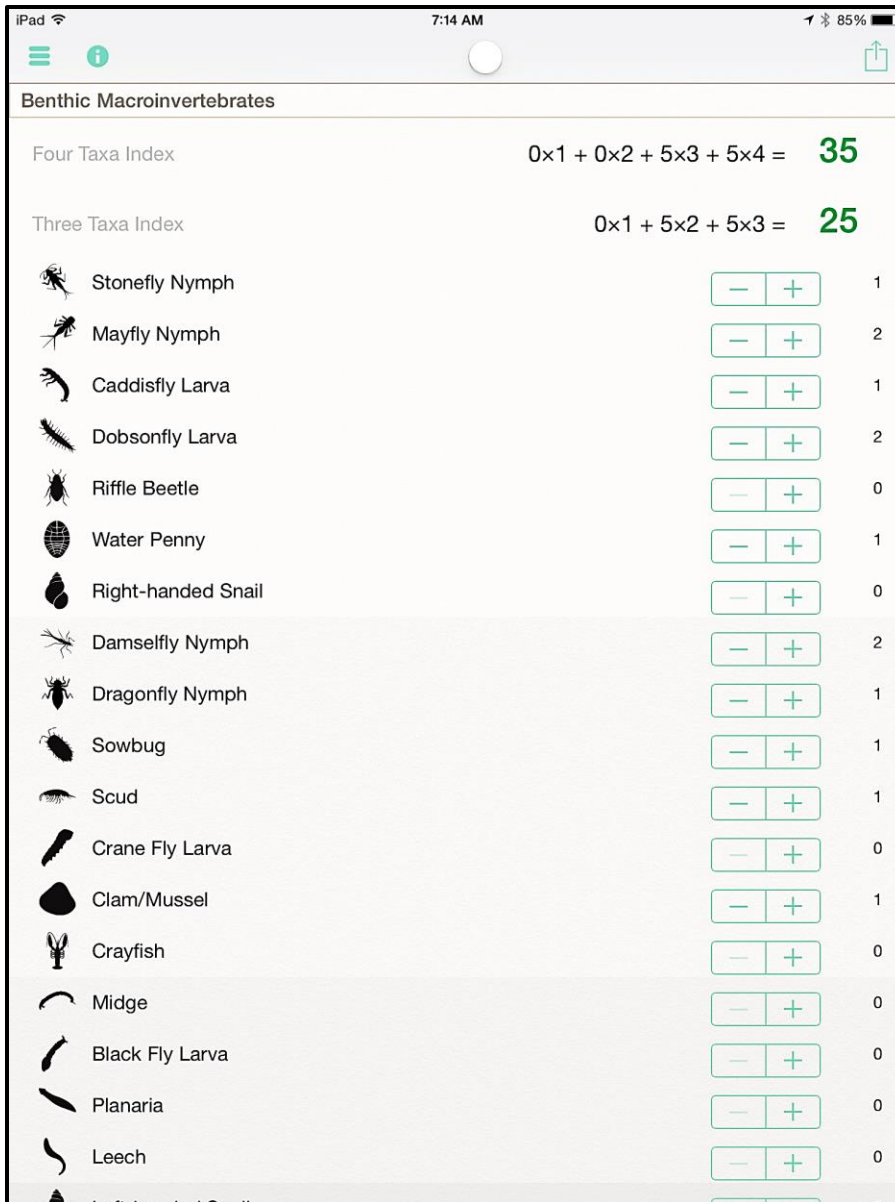 iPad 7:14 AM 85%
Benthic Macroinvertebrates
Four Taxa Index 0×1 + 0×2 + 5×3 + 5×4 = 35
Three Taxa Index 0×1 + 5×2 + 5×3 = 25
Stonefly Nymph − + 1
Mayfly Nymph − + 2
Caddisfly Larva − + 1
Dobsonfly Larva − + 2
Riffle Beetle − + 0
Water Penny − + 1
Right-handed Snail − + 0
Damselfly Nymph − + 2
Dragonfly Nymph − + 1
Sowbug − + 1
Scud − + 1
Crane Fly Larva − + 0
Clam/Mussel − + 1
Crayfish − + 0
Midge − + 0
Black Fly Larva − + 0
Planaria − + 0
Leech − + 0